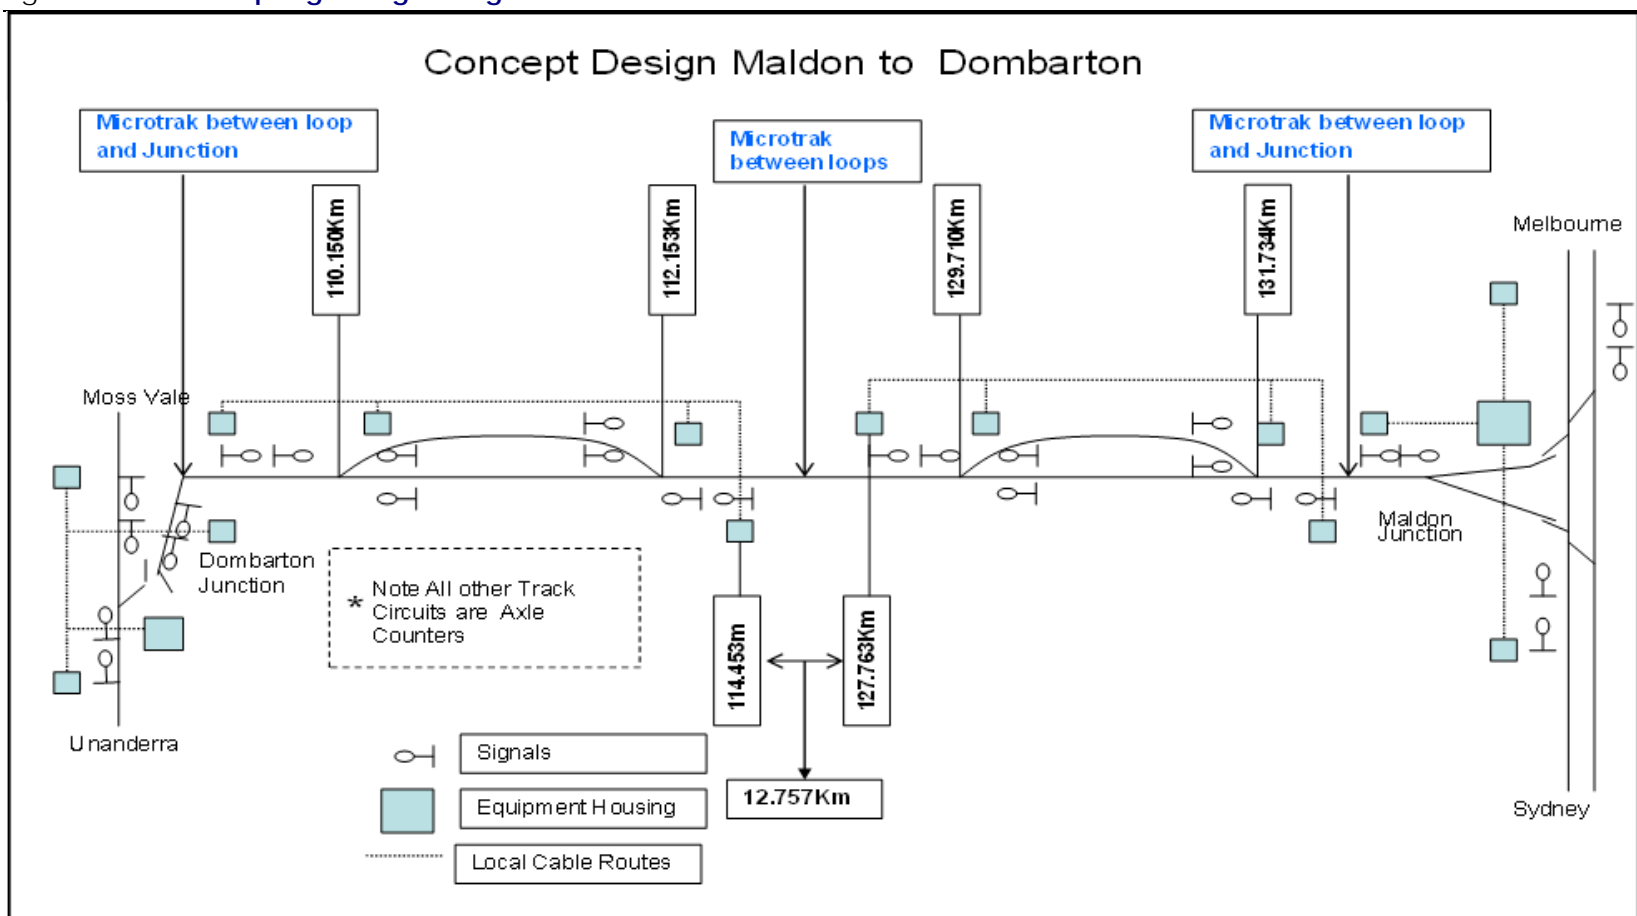 Concept Design Maldon to Dombarton
Microtrak between loop
and Junction
Microtrak
between loops
Microtrak between loop
and Junction
110.150Km
112.153Km
129.710Km
131.734Km
Melbourne
Moss Vale
Dombarton
Junction
Maldon
Junction
* Note All other Track
Circuits are Axle
Counters
114.453m
127.763Km
Unanderra
Signals
12.757Km
Equipment Housing
Sydney
Local Cable Routes